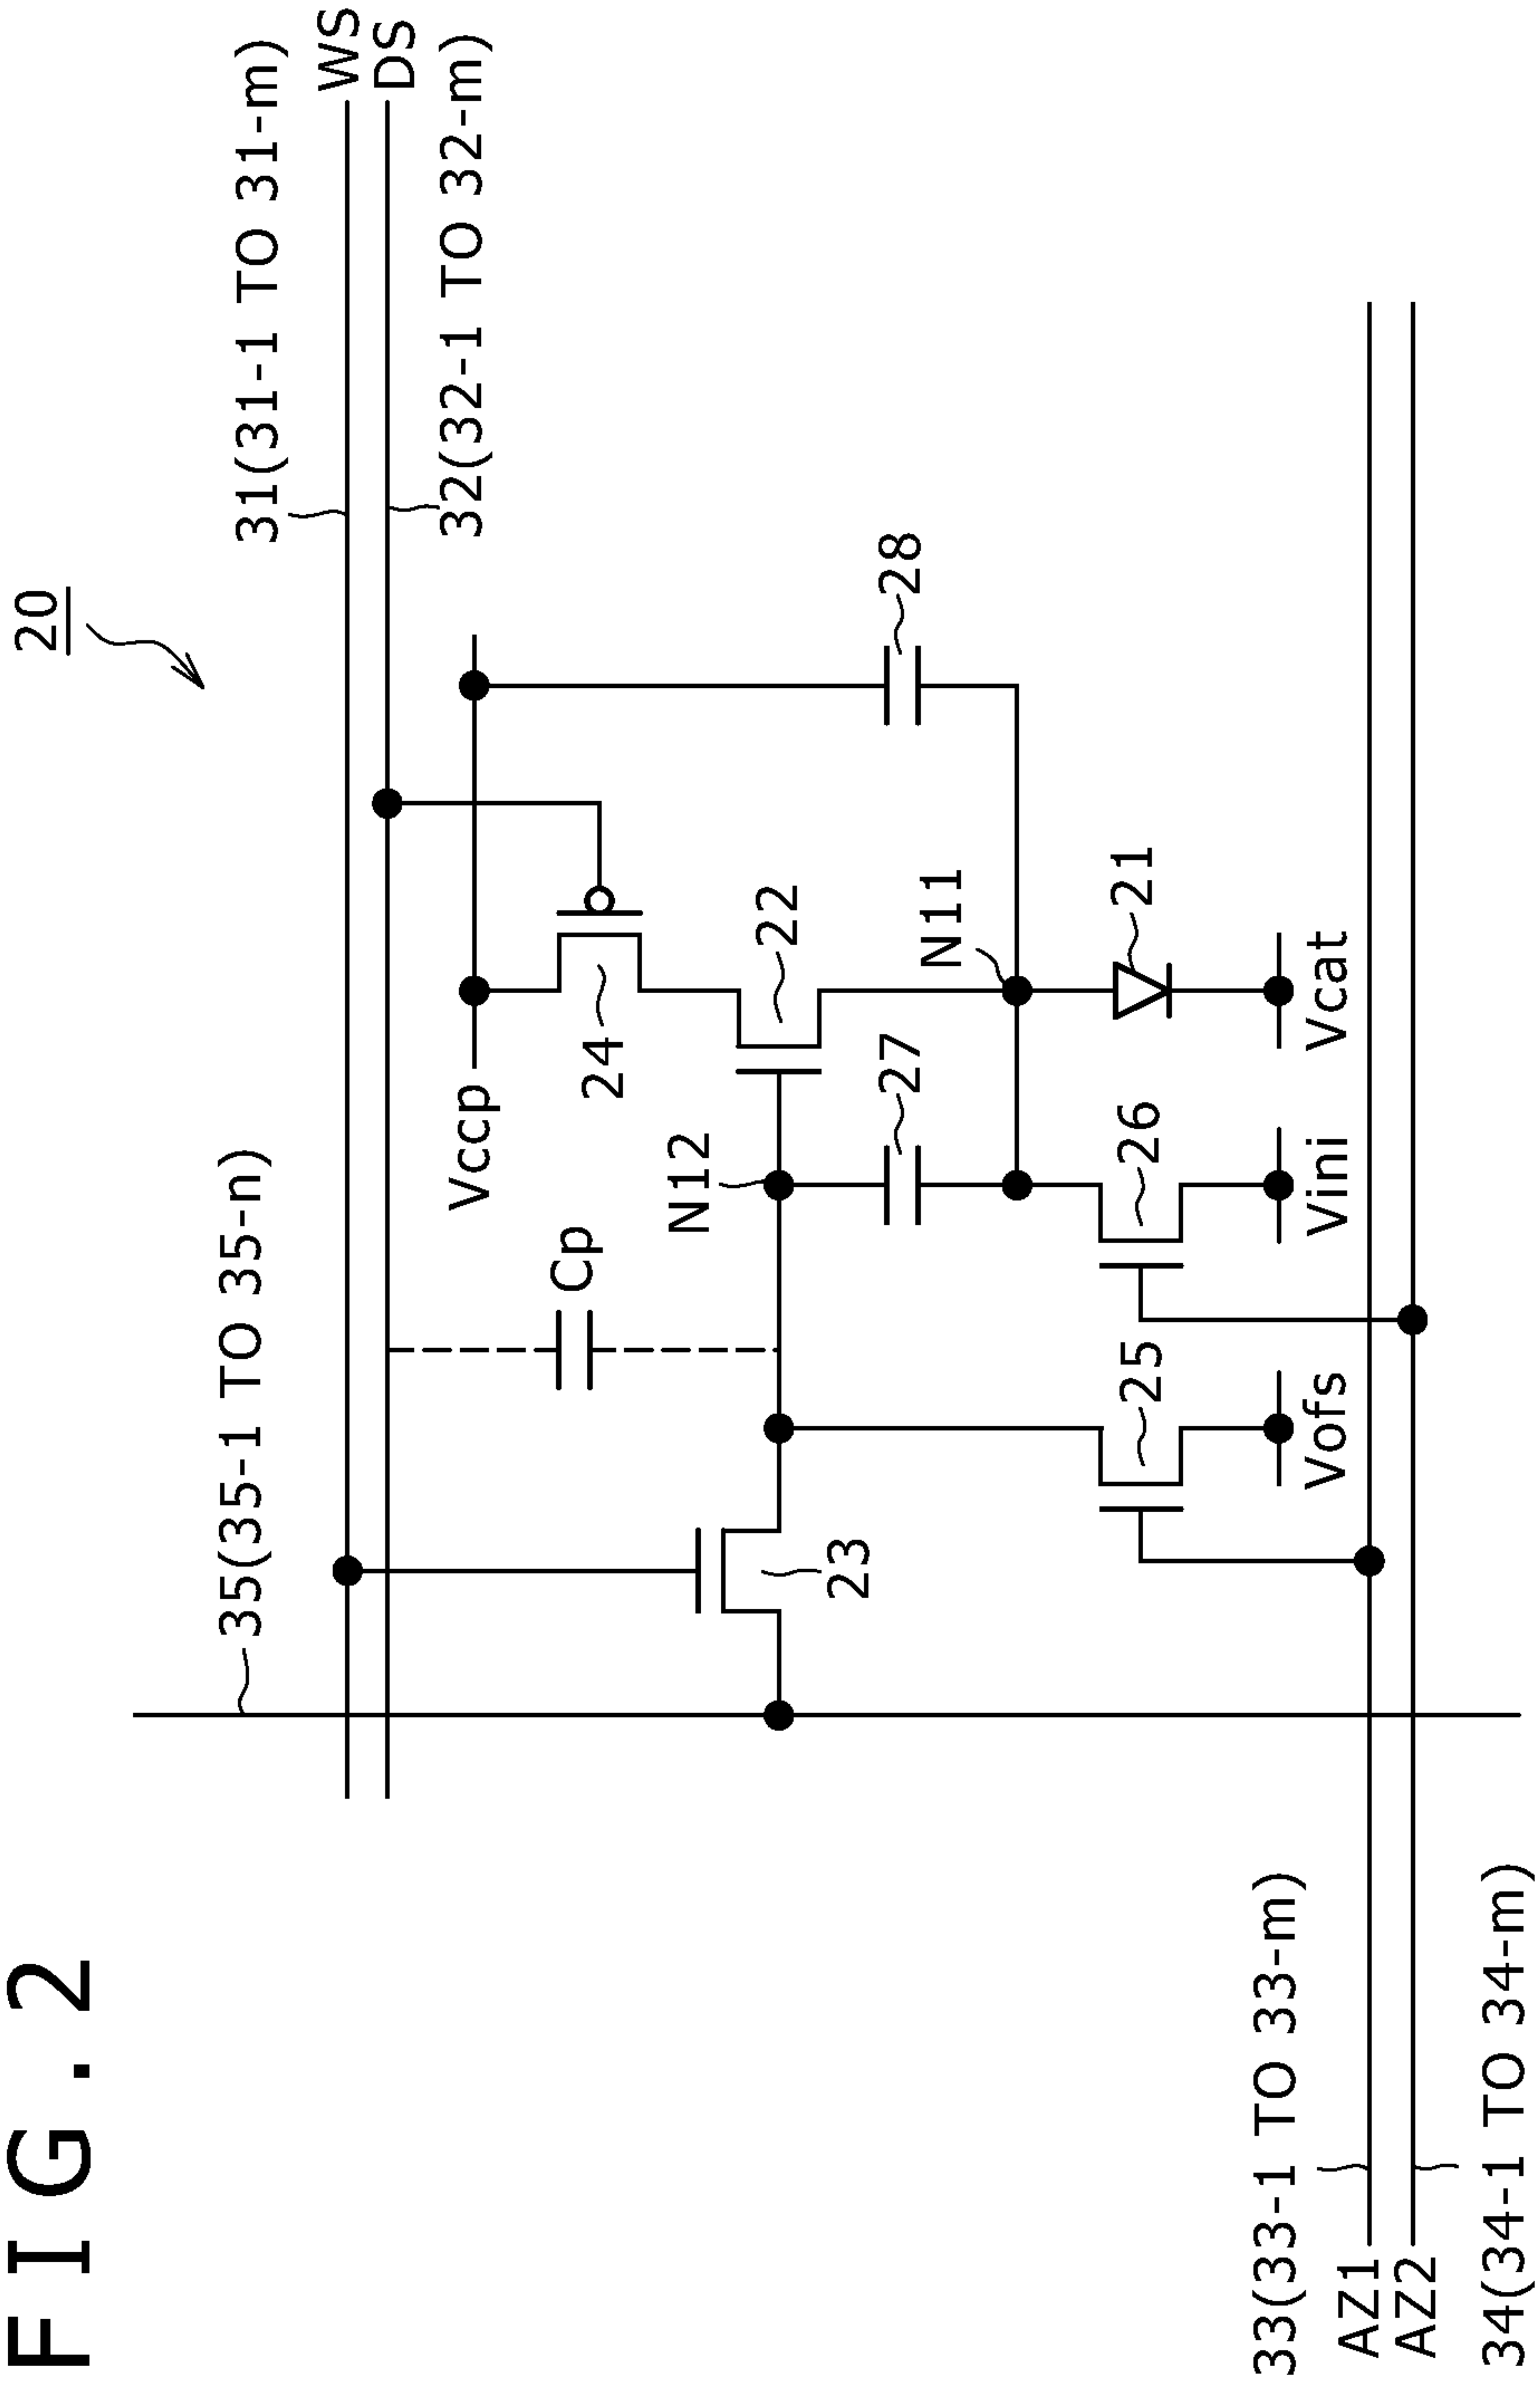 FIG.2
20
35(35-1 TO 35-n)
31(31-1 TO 31-m)
WS
DS
32(32-1 TO 32-m)
Vccp
Cp
24
N12
22
23
27
28
N11
25
26
21
Vofs
Vini
Vcat
33(33-1 TO 33-m)
AZ1
AZ2
34(34-1 TO 34-m)